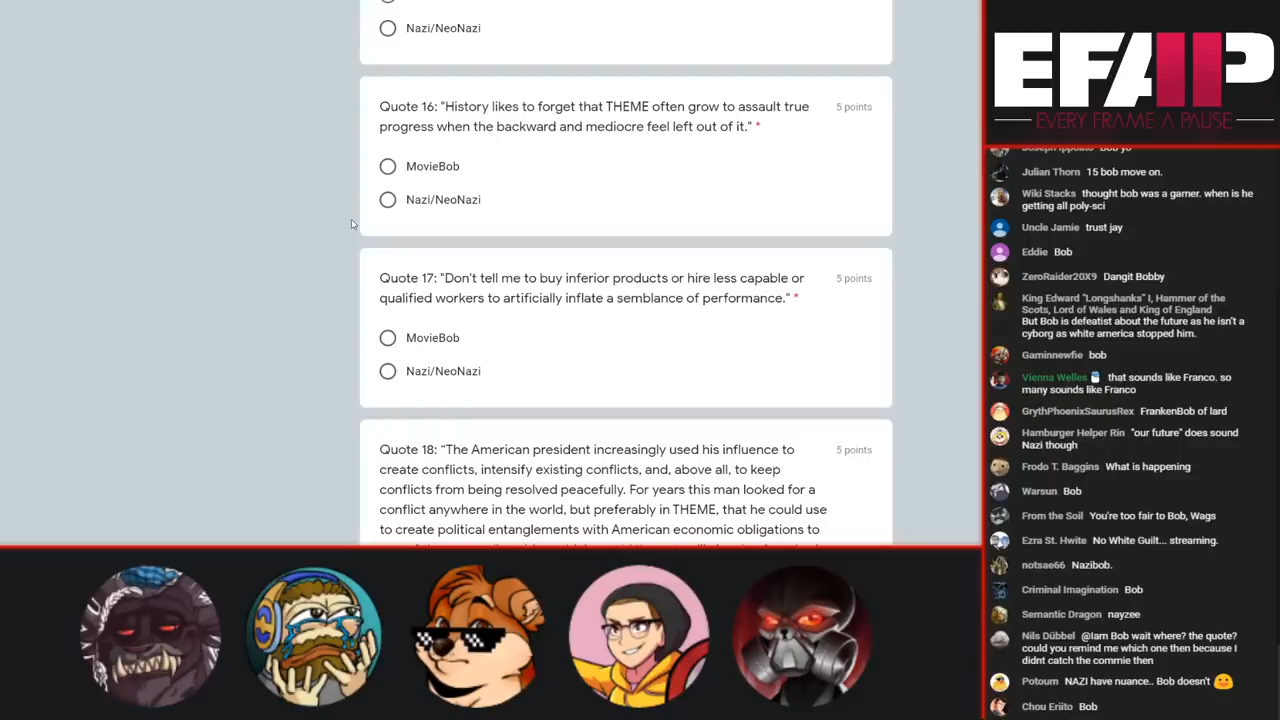 Nazi/NeoNazi
Quote 16: "History likes to forget that THEME often grow to assault true
progress when the backward and mediocre feel left out of it." *
5 points
MovieBob
Nazi/NeoNazi
Quote 17: "Don't tell me to buy inferior products or hire less capable or
qualified workers to artificially inflate a semblance of performance." *
5 points
MovieBob
Nazi/NeoNazi
Quote 18: “The American president increasingly used his influence to
create conflicts, intensify existing conflicts, and, above all, to keep
conflicts from being resolved peacefully. For years this man looked for a
conflict anywhere in the world, but preferably in THEME, that he could use
to create political entanglements with American economic obligations to
5 points
EFAP
EVERY FRAME A PAUSE
Joseph Ippolito Bob yo
Julian Thorn 15 bob move on.
Wiki Stacks thought bob was a gamer. when is he
getting all poly-sci
Uncle Jamie trust jay
Eddie Bob
ZeroRaider20X9 Dangit Bobby
King Edward "Longshanks" I, Hammer of the
Scots, Lord of Wales and King of England
But Bob is defeatist about the future as he isn't a
cyborg as white america stopped him.
Gaminnewfie bob
Vienna Welles that sounds like Franco. so
many sounds like Franco
GrythPhoenixSaurusRex FrankenBob of lard
Hamburger Helper Rin "our future" does sound
Nazi though
Frodo T. Baggins What is happening
Warsun Bob
From the Soil You're too fair to Bob, Wags
Ezra St. Hwite No White Guilt... streaming.
notsae66 Nazibob.
Criminal Imagination Bob
Semantic Dragon nayzee
Nils Dübbel @Iam Bob wait where? the quote?
could you remind me which one then because I
didnt catch the commie then
Potoum NAZI have nuance.. Bob doesn't
Chou Eriito Bob